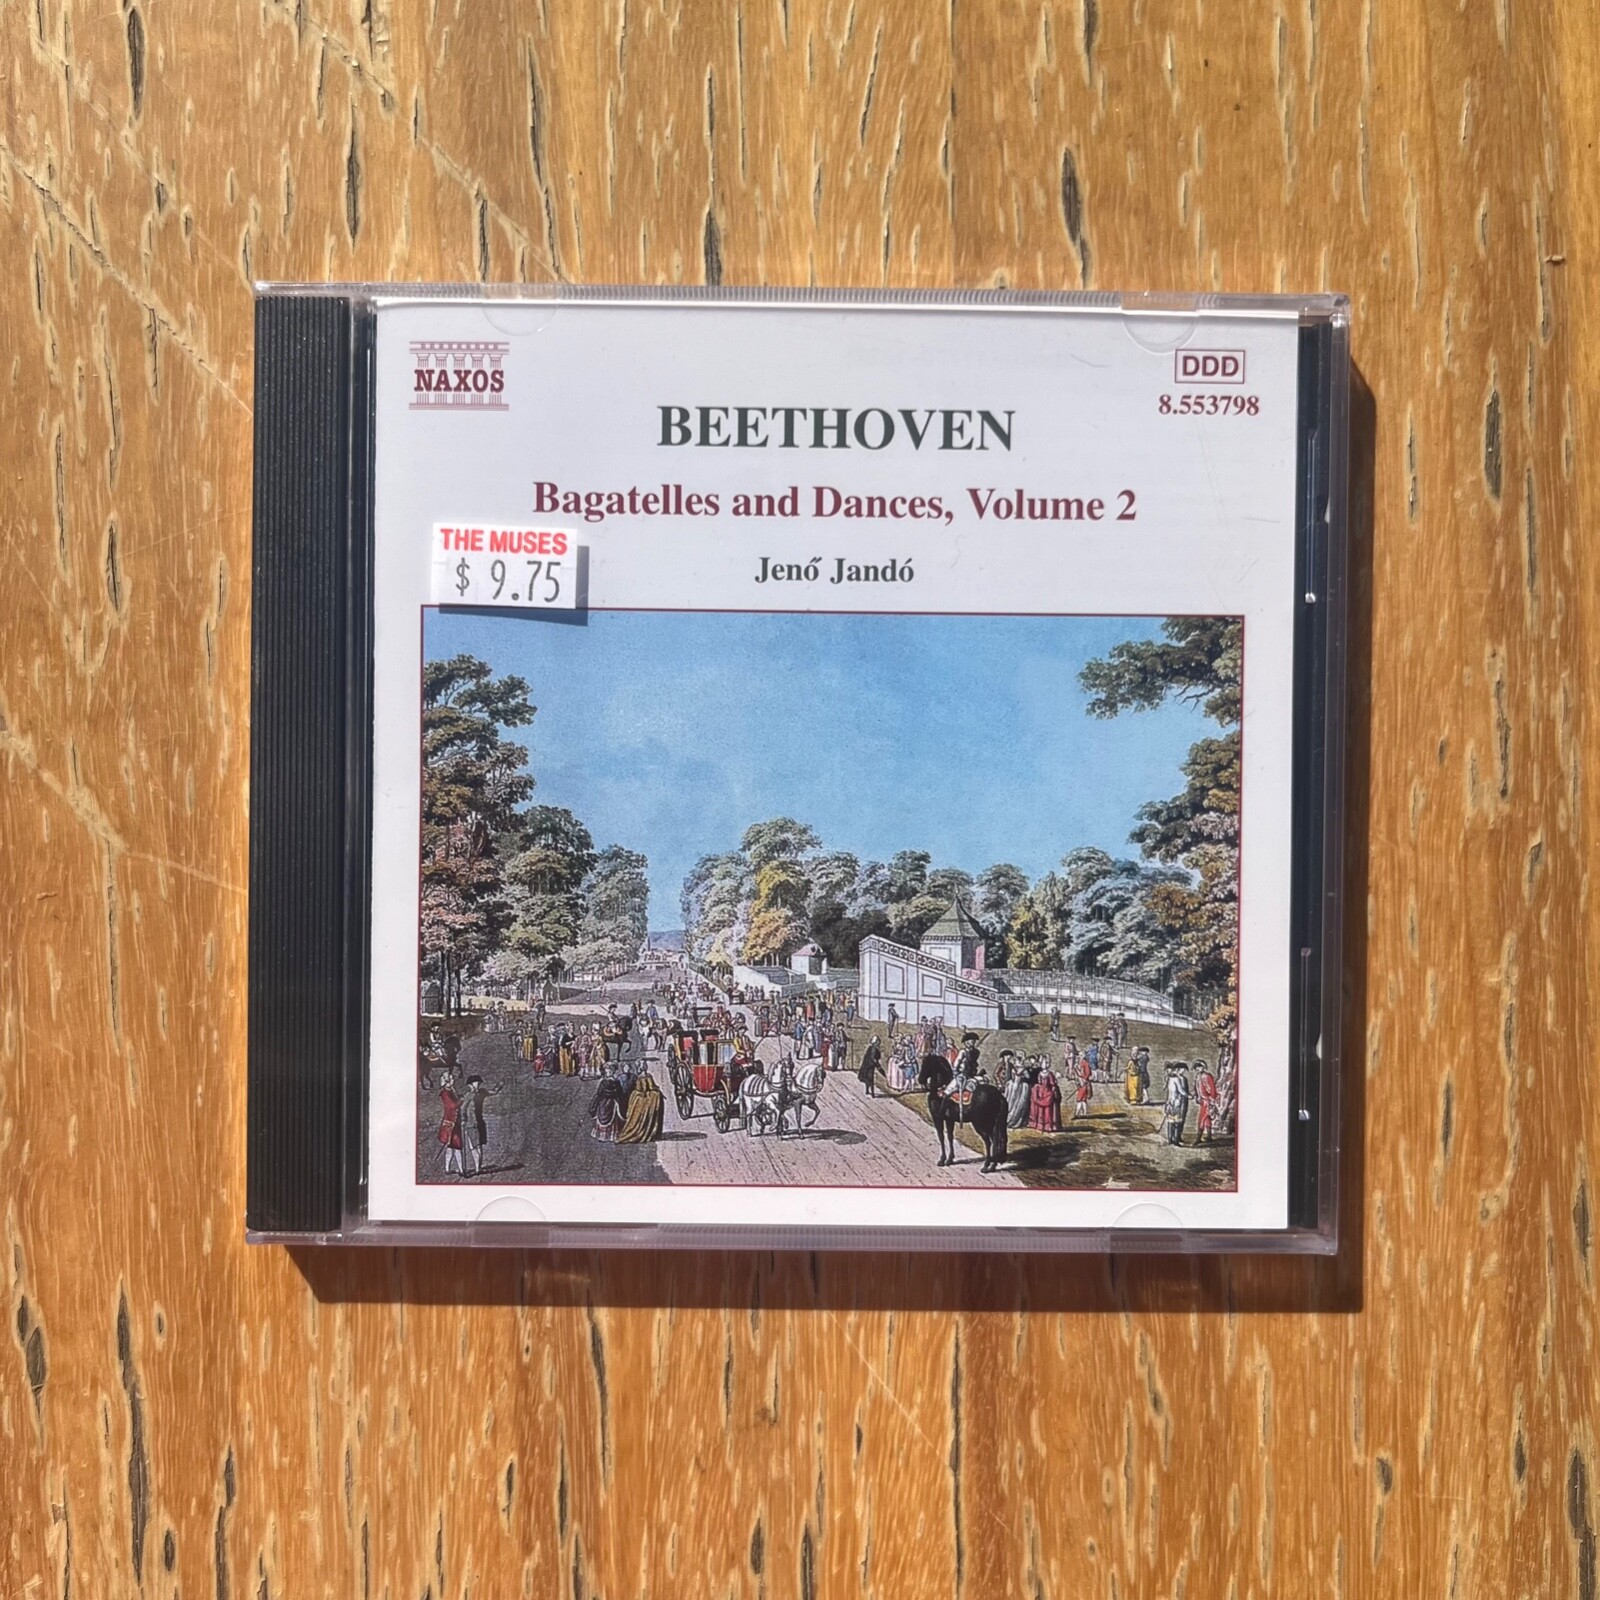 NAXOS
DDD
8.553798
BEETHOVEN
Bagatelles and Dances, Volume 2
THE MUSES
$ 9.75
Jenő Jandó